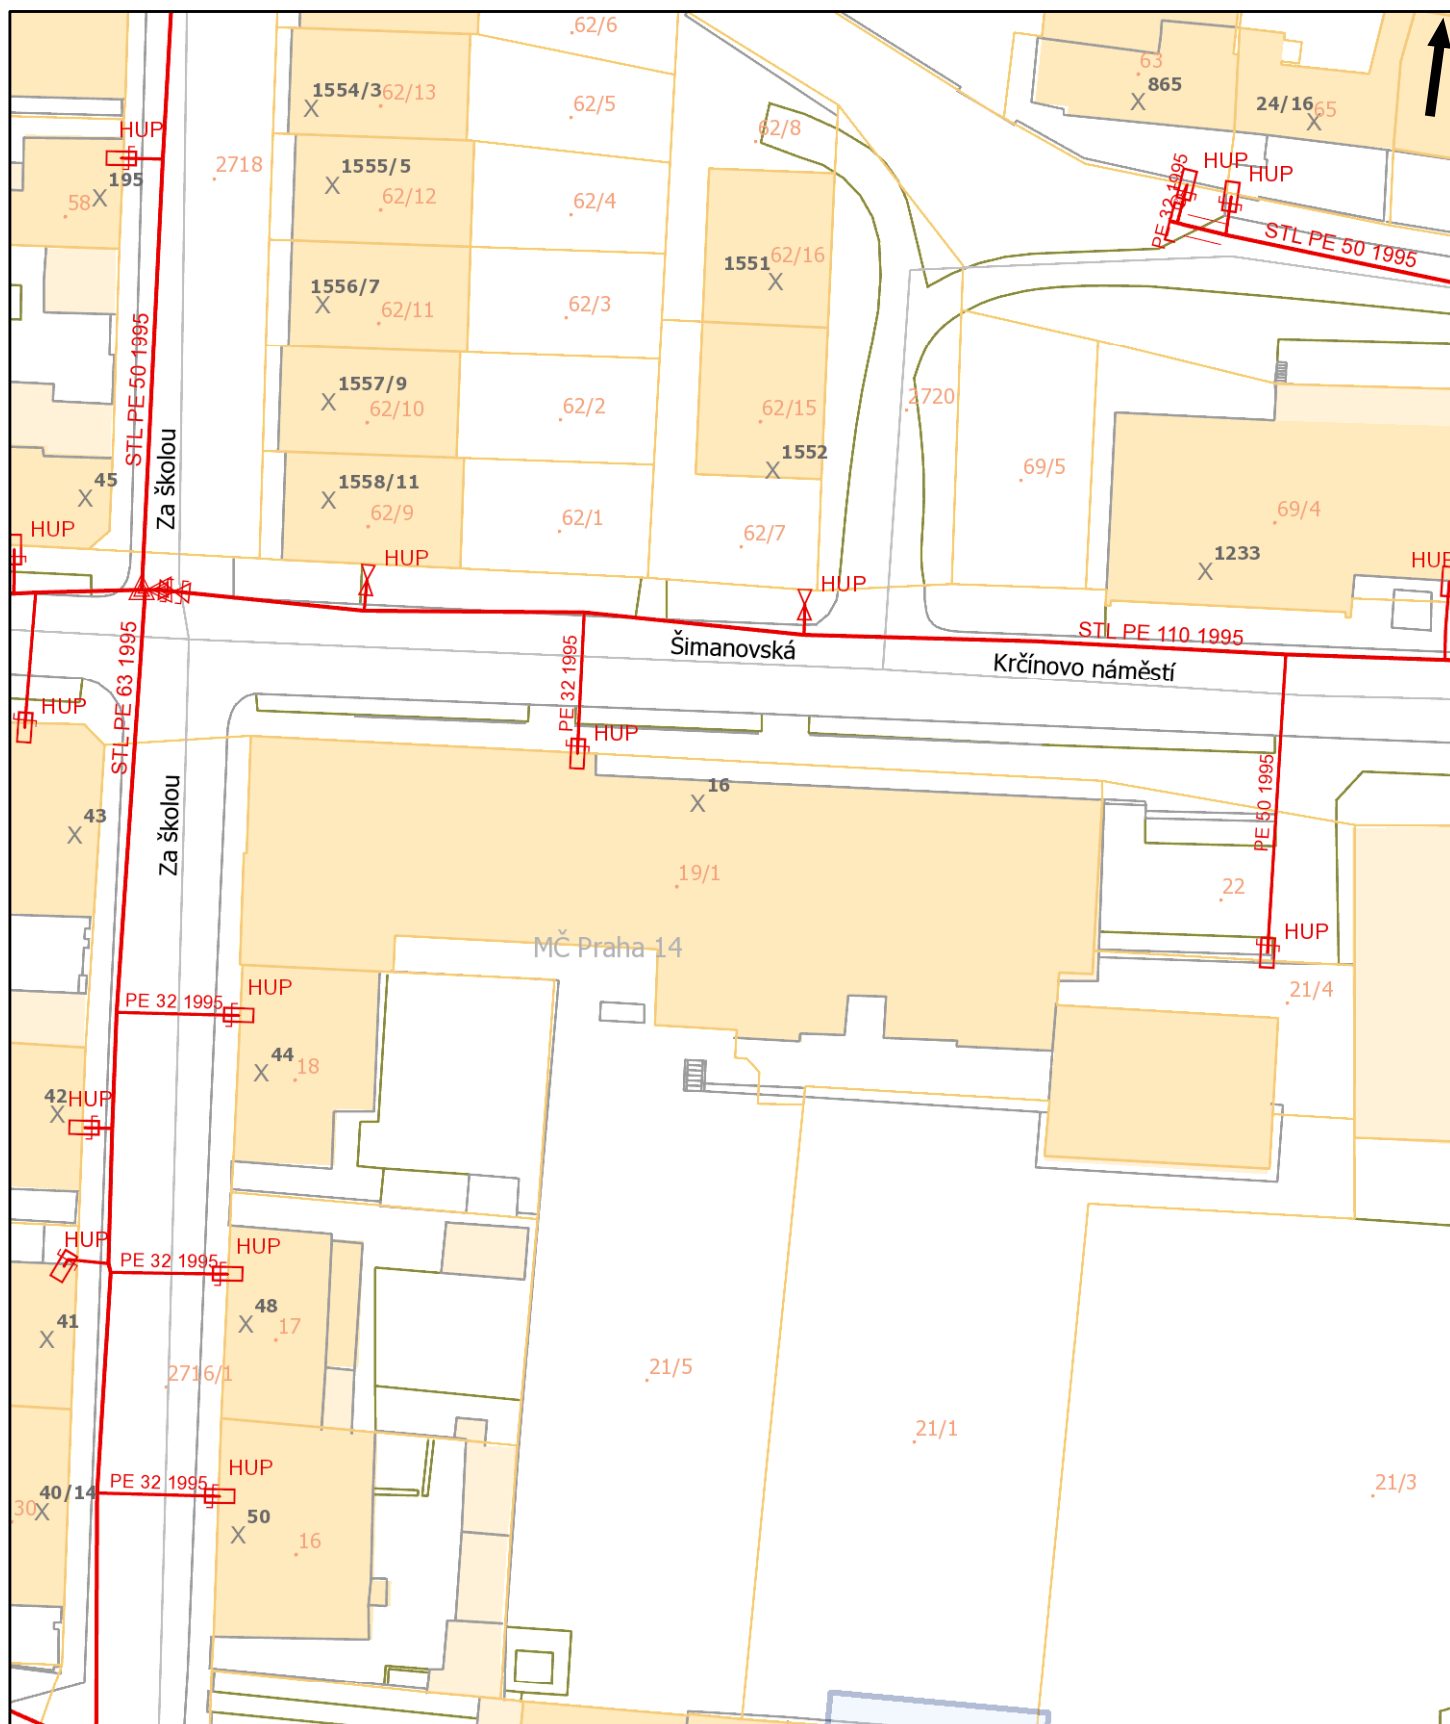 62/6
63
865
24/16
65
1554/3
62/13
62/5
62/8
HUP
195
58
2718
1555/5
62/12
62/4
HUP
HUP
PE 32 1995
STL PE 50 1995
1551
62/16
1556/7
62/11
62/3
STL PE 50 1995
1557/9
62/10
62/2
62/15
2720
1552
69/5
69/4
45
Za školou
1558/11
62/9
62/1
62/7
1233
HUP
HUP
HUP
HUP
STL PE 63 1995
PE 32 1995
Šimanovská
STL PE 110 1995
Krčínovo náměstí
HUP
HUP
16
PE 50 1995
43
Za školou
19/1
22
MČ Praha 14
HUP
21/4
PE 32 1995
HUP
44
18
42
HUP
HUP
PE 32 1995
HUP
41
48
17
2716/1
21/5
21/1
PE 32 1995
HUP
30
40/14
50
16
21/3